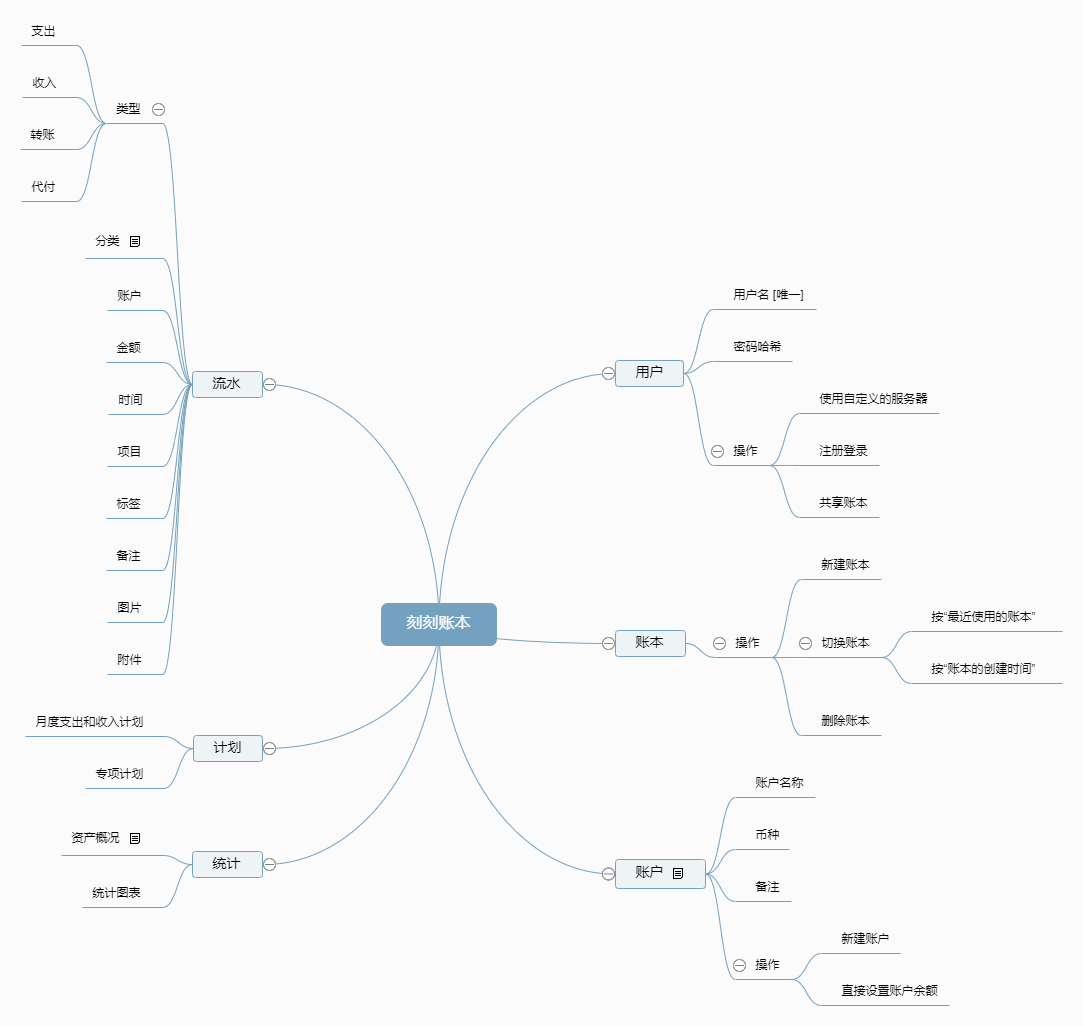 支出
收入
类型
转账
代付
分类
账户
金额
流水
时间
项目
标签
备注
图片
附件
月度支出和收入计划
计划
专项计划
资产概况
统计
统计图表
刻刻账本
用户名 [唯一]
密码哈希
用户
使用自定义的服务器
操作
注册登录
共享账本
新建账本
账本
操作
切换账本
按“最近使用的账本”
按“账本的创建时间”
删除账本
账户名称
币种
账户
备注
操作
新建账户
直接设置账户余额